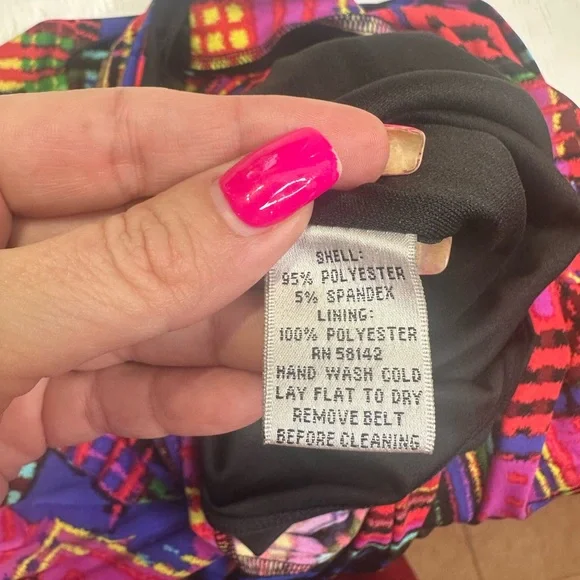 SHELL:
95% POLYESTER
5% SPANDEX
LINING:
100% POLYESTER
RN 58142
HAND WASH COLD
LAY FLAT TO DRY
REMOVE BELT
BEFORE CLEANING